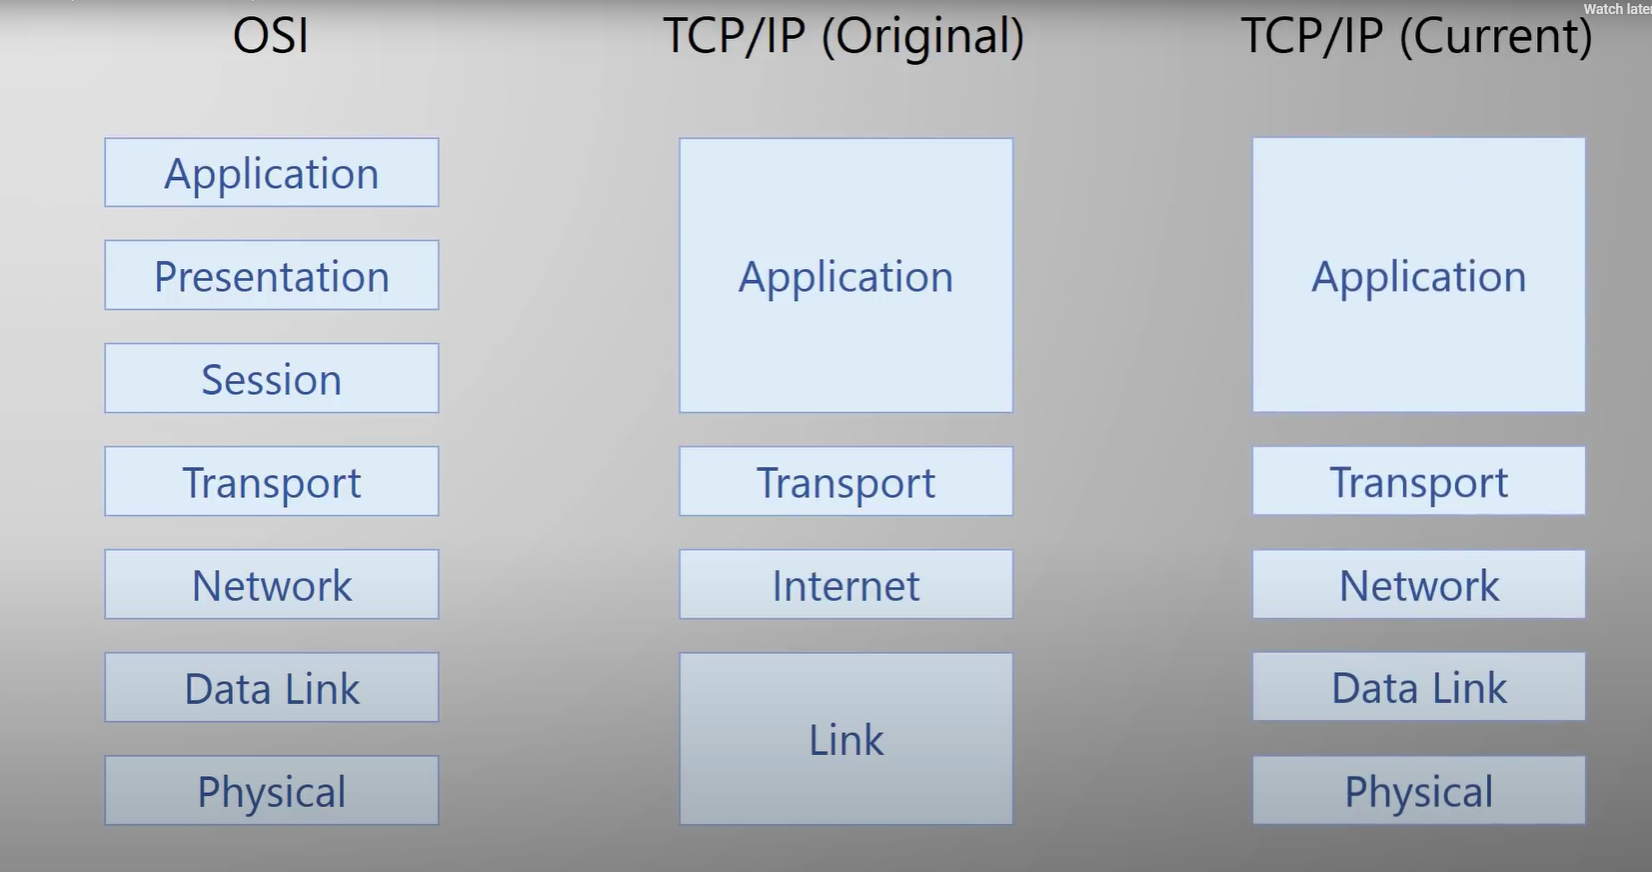 Watch later
OSI
TCP/IP (Original)
TCP/IP (Current)
Application
Presentation
Session
Transport
Network
Data Link
Physical
Application
Transport
Internet
Link
Application
Transport
Network
Data Link
Physical